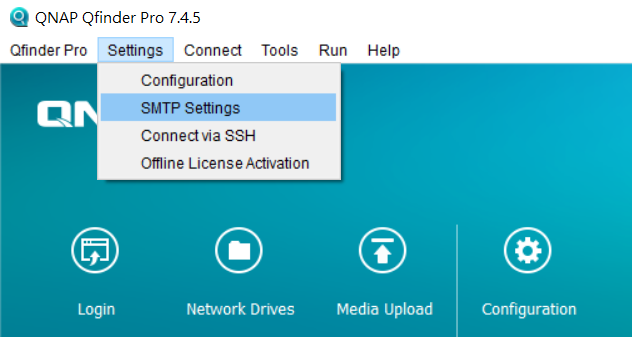 QNAP Qfinder Pro 7.4.5
Qfinder Pro Settings Connect Tools Run Help
Configuration
SMTP Settings
Connect via SSH
Offline License Activation
Login Network Drives Media Upload Configuration